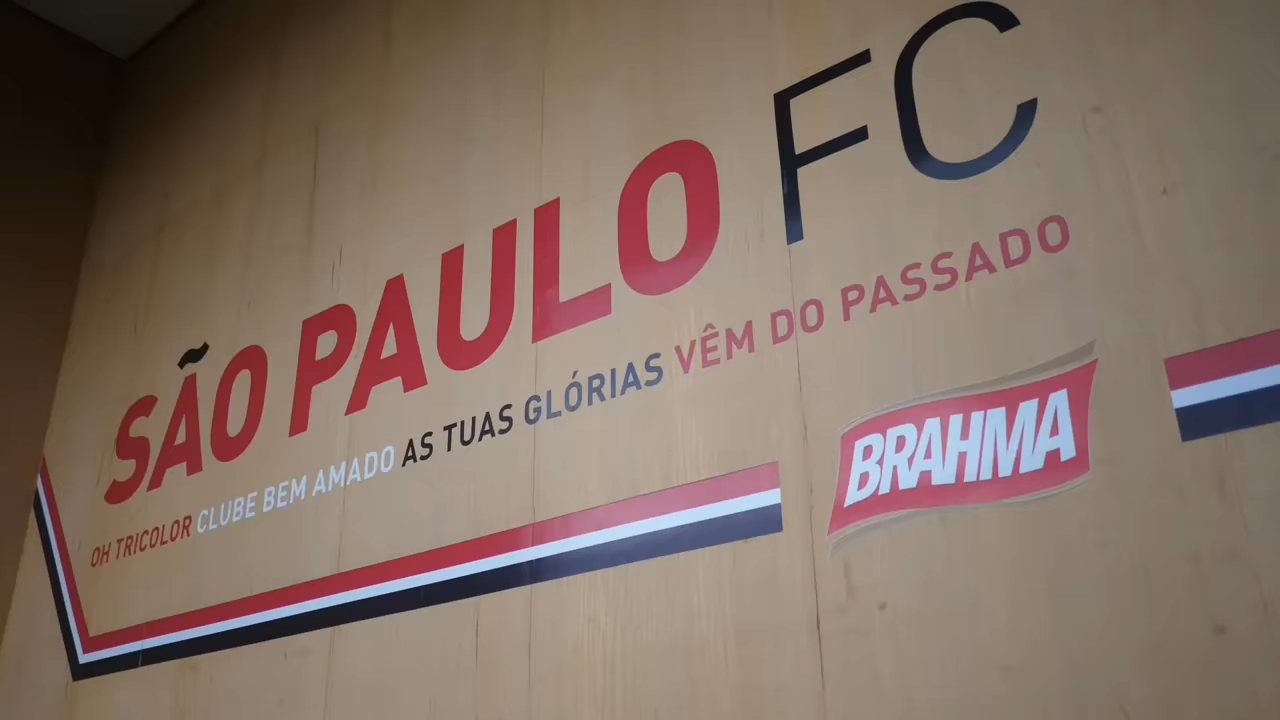 SÃO PAULO FC
OH TRICOLOR CLUBE BEM AMADO AS TUAS GLÓRIAS VÊM DO PASSADO
BRAHMA